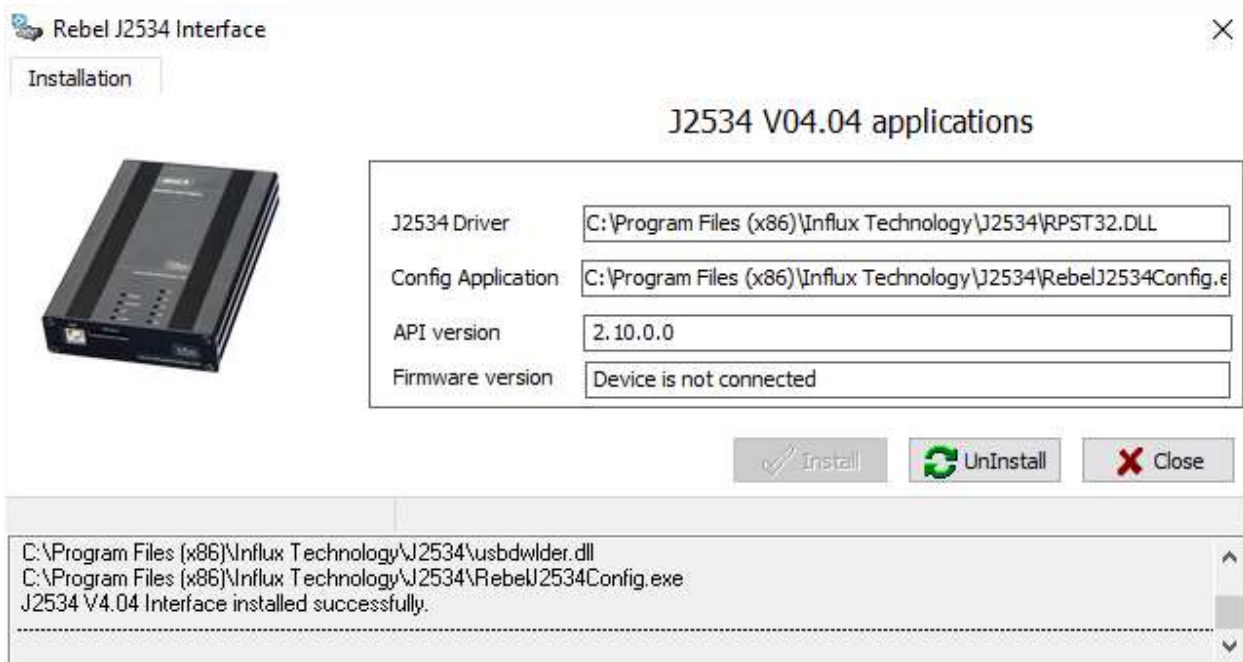 Rebel J2534 Interface
Installation
J2534 V04.04 applications
J2534 Driver C:\Program Files (x86)\Influx Technology\J2534\RPST32.DLL
Config Application C:\Program Files (x86)\Influx Technology\J2534\RebelJ2534Config.e
API version 2.10.0.0
Firmware version Device is not connected
Install UnInstall Close
C:\Program Files (x86)\Influx Technology\J2534\usbdwlder.dll
C:\Program Files (x86)\Influx Technology\J2534\RebelJ2534Config.exe
J2534 V4.04 Interface installed successfully.